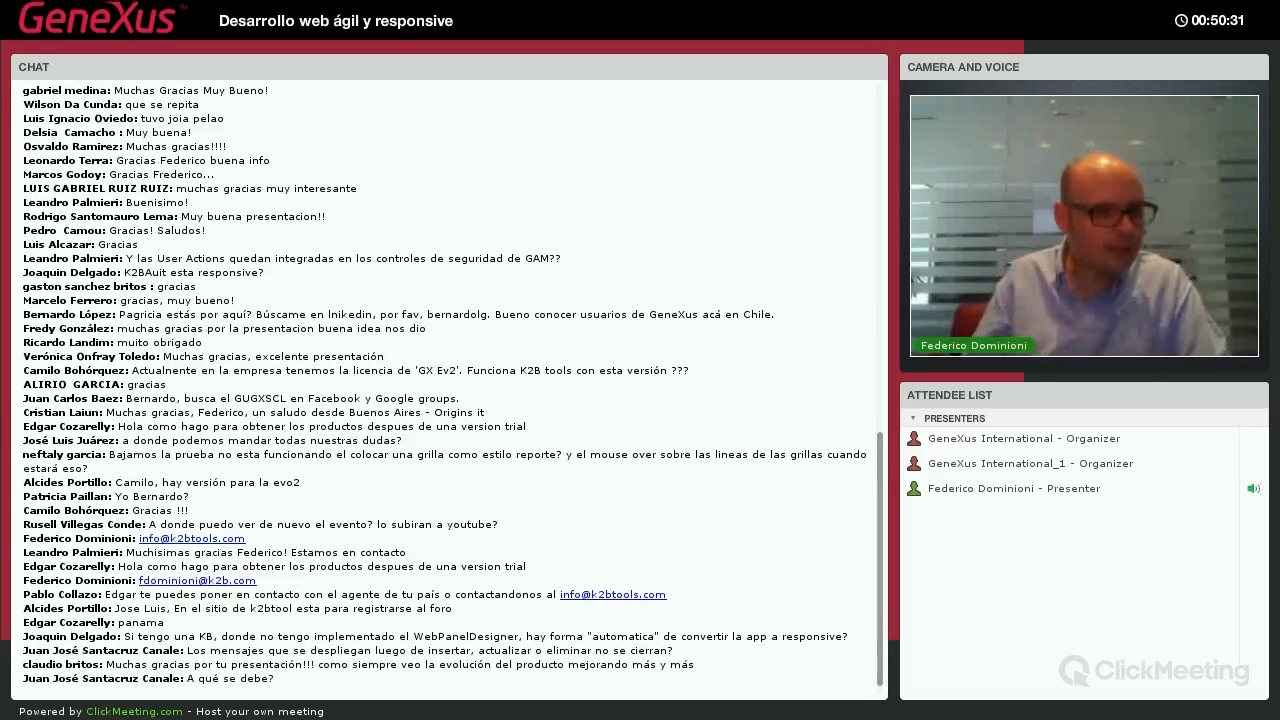 GeneXus™
Desarrollo web ágil y responsive
00:50:31
CHAT
gabriel medina: Muchas Gracias Muy Bueno!
Wilson Da Cunda: que se repita
Luis Ignacio Oviedo: tuvo joia pelao
Delsia Camacho : Muy buena!
Osvaldo Ramirez: Muchas gracias!!!!
Leonardo Terra: Gracias Federico buena info
Marcos Godoy: Gracias Frederico...
LUIS GABRIEL RUIZ RUIZ: muchas gracias muy interesante
Leandro Palmieri: Buenisimo!
Rodrigo Santomauro Lema: Muy buena presentacion!!
Pedro Camou: Gracias! Saludos!
Luis Alcazar: Gracias
Leandro Palmieri: Y las User Actions quedan integradas en los controles de seguridad de GAM??
Joaquin Delgado: K2BAuit esta responsive?
gaston sanchez britos : gracias
Marcelo Ferrero: gracias, muy bueno!
Bernardo López: Pagricia estás por aquí? Búscame en lnikedin, por fav, bernardolg. Bueno conocer usuarios de GeneXus acá en Chile.
Fredy González: muchas gracias por la presentacion buena idea nos dio
Ricardo Landim: muito obrigado
Verónica Onfray Toledo: Muchas gracias, excelente presentación
Camilo Bohórquez: Actualnente en la empresa tenemos la licencia de 'GX Ev2'. Funciona K2B tools con esta versión ???
ALIRIO GARCIA: gracias
Juan Carlos Baez: Bernardo, busca el GUGXSCL en Facebook y Google groups.
Cristian Laiun: Muchas gracias, Federico, un saludo desde Buenos Aires - Origins it
Edgar Cozarelly: Hola como hago para obtener los productos despues de una version trial
José Luis Juárez: a donde podemos mandar todas nuestras dudas?
neftaly garcia: Bajamos la prueba no esta funcionando el colocar una grilla como estilo reporte? y el mouse over sobre las lineas de las grillas cuando
estará eso?
Alcides Portillo: Camilo, hay versión para la evo2
Patricia Paillan: Yo Bernardo?
Camilo Bohórquez: Gracias !!!
Rusell Villegas Conde: A donde puedo ver de nuevo el evento? lo subiran a youtube?
Federico Dominioni: info@k2btools.com
Leandro Palmieri: Muchisimas gracias Federico! Estamos en contacto
Edgar Cozarelly: Hola como hago para obtener los productos despues de una version trial
Federico Dominioni: fdominioni@k2b.com
Pablo Collazo: Edgar te puedes poner en contacto con el agente de tu país o contactandonos al info@k2btools.com
Alcides Portillo: Jose Luis, En el sitio de k2btool esta para registrarse al foro
Edgar Cozarelly: panama
Joaquin Delgado: Si tengo una KB, donde no tengo implementado el WebPanelDesigner, hay forma "automatica" de convertir la app a responsive?
Juan José Santacruz Canale: Los mensajes que se despliegan luego de insertar, actualizar o eliminar no se cierran?
claudio britos: Muchas gracias por tu presentación!!! como siempre veo la evolución del producto mejorando más y más
Juan José Santacruz Canale: A qué se debe?
CAMERA AND VOICE
Federico Dominioni
ATTENDEE LIST
PRESENTERS
GeneXus International - Organizer
GeneXus International_1 - Organizer
Federico Dominioni - Presenter
ClickMeeting
Powered by ClickMeeting.com - Host your own meeting